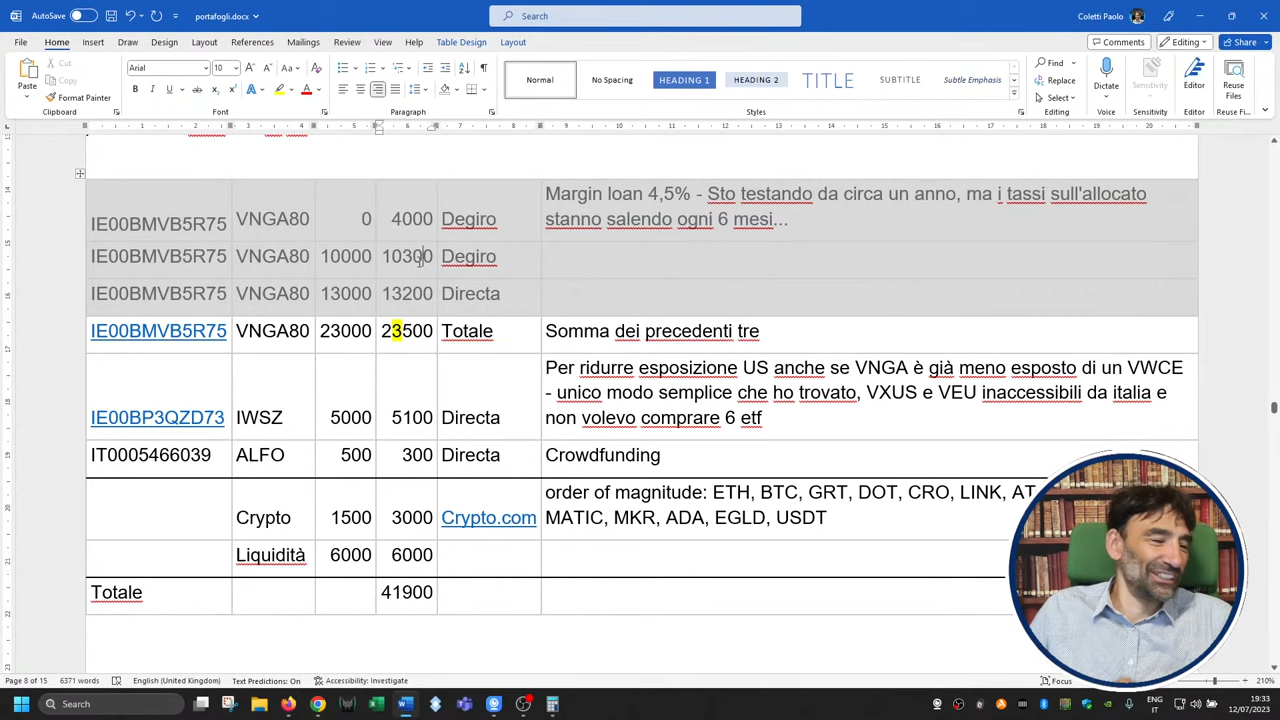 AutoSave Off portafogli.docx Search Coletti Paolo
File Home Insert Draw Design Layout References Mailings Review View Help Table Design Layout Comments Editing Share
Paste Cut Copy Format Painter
Arial 10
Normal No Spacing HEADING 1 HEADING 2 TITLE SUBTITLE Subtle Emphasis
Find Replace Select Dictate Sensitivity Editor Reuse Files
Clipboard Font Paragraph Styles Editing Voice Sensitivity Editor Reuse Fi...
IE00BMVB5R75 VNGA80 0 4000 Degiro Margin loan 4,5% - Sto testando da circa un anno, ma i tassi sull'allocato
stanno salendo ogni 6 mesi...
IE00BMVB5R75 VNGA80 10000 10300 Degiro
IE00BMVB5R75 VNGA80 13000 13200 Directa
IE00BMVB5R75 VNGA80 23000 23500 Totale Somma dei precedenti tre
Per ridurre esposizione US anche se VNGA è già meno esposto di un VWCE
- unico modo semplice che ho trovato, VXUS e VEU inaccessibili da italia e
IE00BP3QZD73 IWSZ 5000 5100 Directa non volevo comprare 6 etf
IT0005466039 ALFO 500 300 Directa Crowdfunding
order of magnitude: ETH, BTC, GRT, DOT, CRO, LINK, AT
Crypto 1500 3000 Crypto.com MATIC, MKR, ADA, EGLD, USDT
Liquidità 6000 6000
Totale 41900
Page 8 of 15 6371 words English (United Kingdom) Text Predictions: On Accessibility: Investigate Focus 210%
Search ENG IT 19:33 12/07/2023